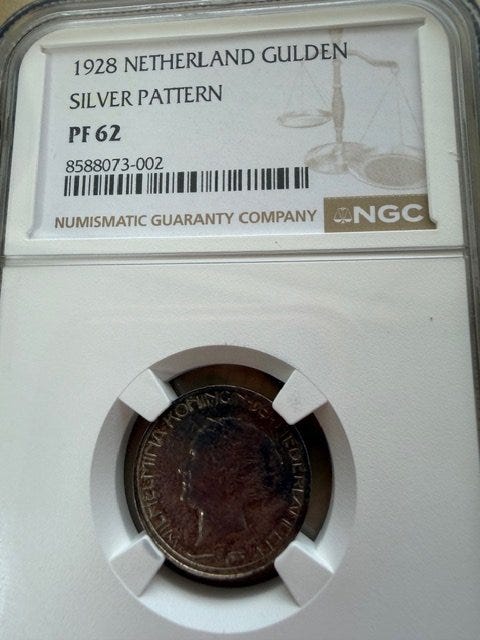 1928 NETHERLAND GULDEN
SILVER PATTERN
PF 62
8588073-002
NUMISMATIC GUARANTY COMPANY NGC
WILHELMINA·KONINGIN·DER·NEDERLANDEN